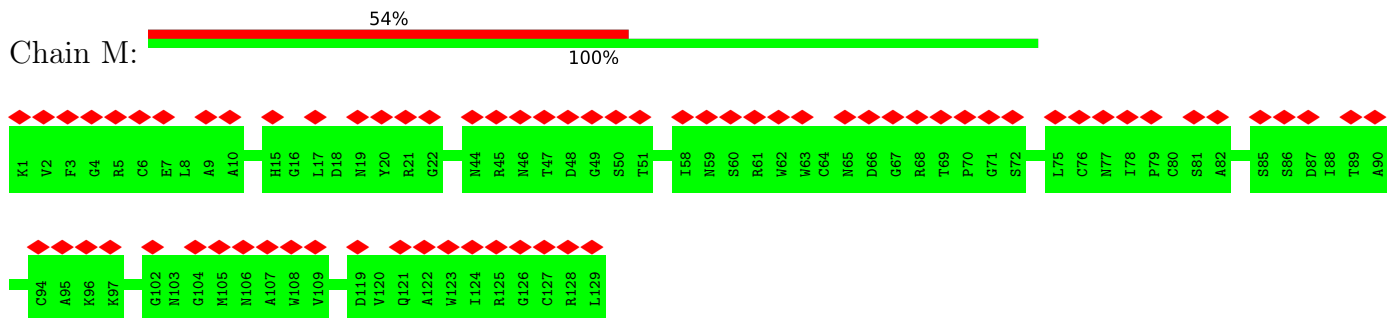 54%
Chain M:
100%
K1 V2 F3 G4 R5 C6 E7 L8 A9 A10 H15 G16 L17 D18 N19 Y20 R21 G22 N44 R45 N46 T47 D48 G49 S50 T51 I58 N59 S60 R61 W62 W63 C64 N65 D66 G67 R68 T69 P70 G71 S72 L75 C76 N77 I78 P79 C80 S81 A82 S85 S86 D87 I88 T89 A90
C94 A95 K96 K97 G102 N103 G104 M105 N106 A107 W108 V109 D119 V120 Q121 A122 W123 I124 R125 G126 C127 R128 L129